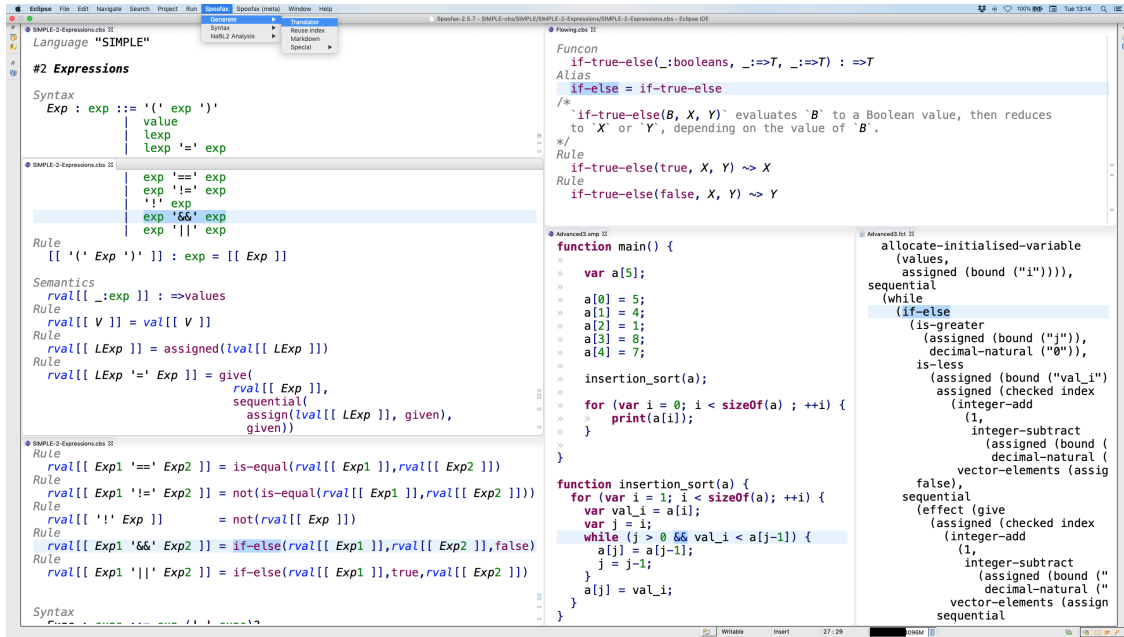 Eclipse File Edit Navigate Search Project Run Spoofax Spoofax (meta) Window Help
100% Tue 13:14
Spoofax-2.5.7 - SIMPLE-cbs/SIMPLE/SIMPLE-2-Expressions/SIMPLE-2-Expressions.cbs - Eclipse IDE
Generate
Syntax
NaBL2 Analysis
Translator
Reuse index
Markdown
Special
SIMPLE-2-Expressions.cbs
Language "SIMPLE"
#2 Expressions
Syntax
Exp : exp ::= '(' exp ')'
| value
| lexp
| lexp '=' exp
SIMPLE-2-Expressions.cbs
| exp '==' exp
| exp '!=' exp
| '!' exp
| exp '&&' exp
| exp '||' exp
Rule
[[ '(' Exp ')' ]] : exp = [[ Exp ]]
Semantics
rval[[ _:exp ]] : =>values
Rule
rval[[ V ]] = val[[ V ]]
Rule
rval[[ LExp ]] = assigned(lval[[ LExp ]])
Rule
rval[[ LExp '=' Exp ]] = give(
rval[[ Exp ]],
sequential(
assign(lval[[ LExp ]], given),
given))
SIMPLE-2-Expressions.cbs
Rule
rval[[ Exp1 '==' Exp2 ]] = is-equal(rval[[ Exp1 ]],rval[[ Exp2 ]])
Rule
rval[[ Exp1 '!=' Exp2 ]] = not(is-equal(rval[[ Exp1 ]],rval[[ Exp2 ]]))
Rule
rval[[ '!' Exp ]] = not(rval[[ Exp ]])
Rule
rval[[ Exp1 '&&' Exp2 ]] = if-else(rval[[ Exp1 ]],rval[[ Exp2 ]],false)
Rule
rval[[ Exp1 '||' Exp2 ]] = if-else(rval[[ Exp1 ]],true,rval[[ Exp2 ]])
Syntax
Flowing.cbs
Funcon
if-true-else(_:booleans, _:=>T, _:=>T) : =>T
Alias
if-else = if-true-else
/*
`if-true-else(B, X, Y)` evaluates `B` to a Boolean value, then reduces
to `X` or `Y`, depending on the value of `B`.
*/
Rule
if-true-else(true, X, Y) ~> X
Rule
if-true-else(false, X, Y) ~> Y
Advanced3.smp
function main() {
»
» var a[5];
»
» a[0] = 5;
» a[1] = 4;
» a[2] = 1;
» a[3] = 8;
» a[4] = 7;
»
» insertion_sort(a);
»
» for (var i = 0; i < sizeOf(a) ; ++i) {
» » print(a[i]);
» }
»
}
function insertion_sort(a) {
for (var i = 1; i < sizeOf(a); ++i) {
var val_i = a[i];
var j = i;
while (j > 0 && val_i < a[j-1]) {
a[j] = a[j-1];
j = j-1;
}
a[j] = val_i;
}
}
Advanced3.fct
allocate-initialised-variable
(values,
assigned (bound ("i")))),
sequential
(while
(if-else
(is-greater
(assigned (bound ("j")),
decimal-natural ("0")),
is-less
(assigned (bound ("val_i")
assigned (checked index
(integer-add
(1,
integer-subtract
(assigned (bound (
decimal-natural (
vector-elements (assig
false),
sequential
(effect (give
(assigned (checked index
(integer-add
(1,
integer-subtract
(assigned (bound ("
decimal-natural ("
vector-elements (assign
sequential
Writable Insert 27 : 29 4096M